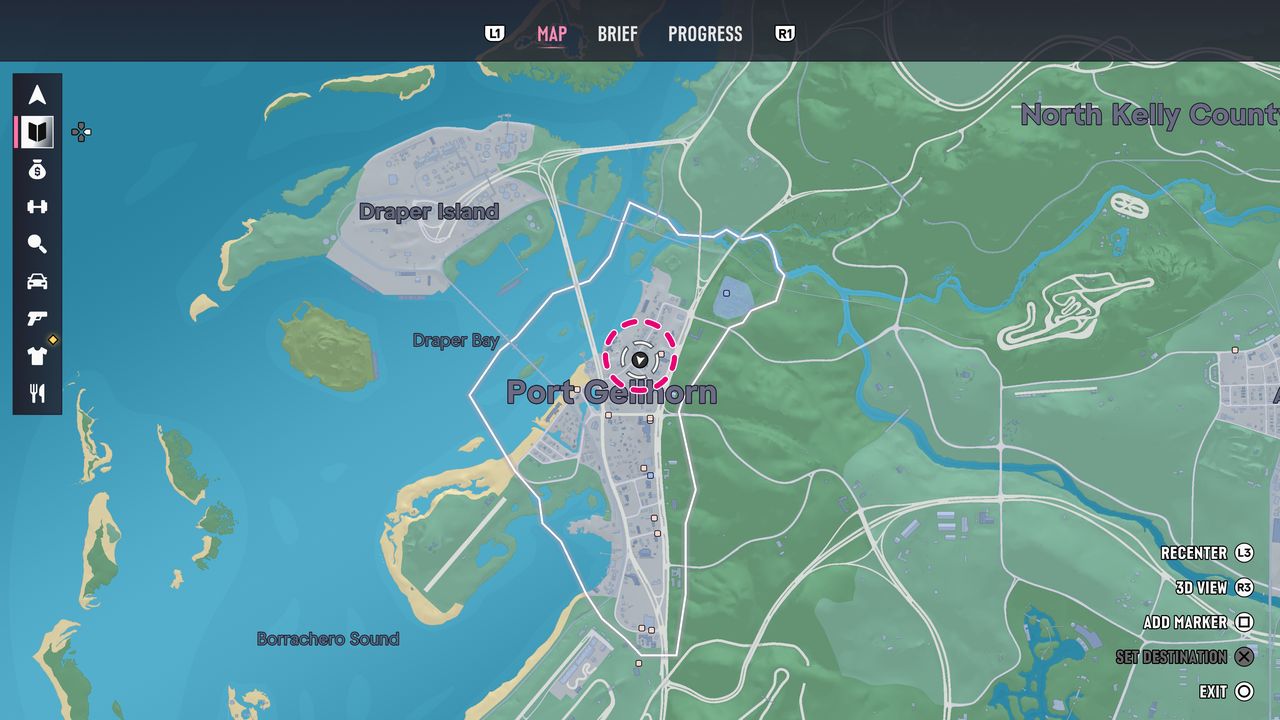 L1 MAP BRIEF PROGRESS R1
North Kelly Count
Draper Island
Draper Bay
Port Gellhorn
Borrachero Sound
RECENTER L3
3D VIEW R3
ADD MARKER
SET DESTINATION
EXIT